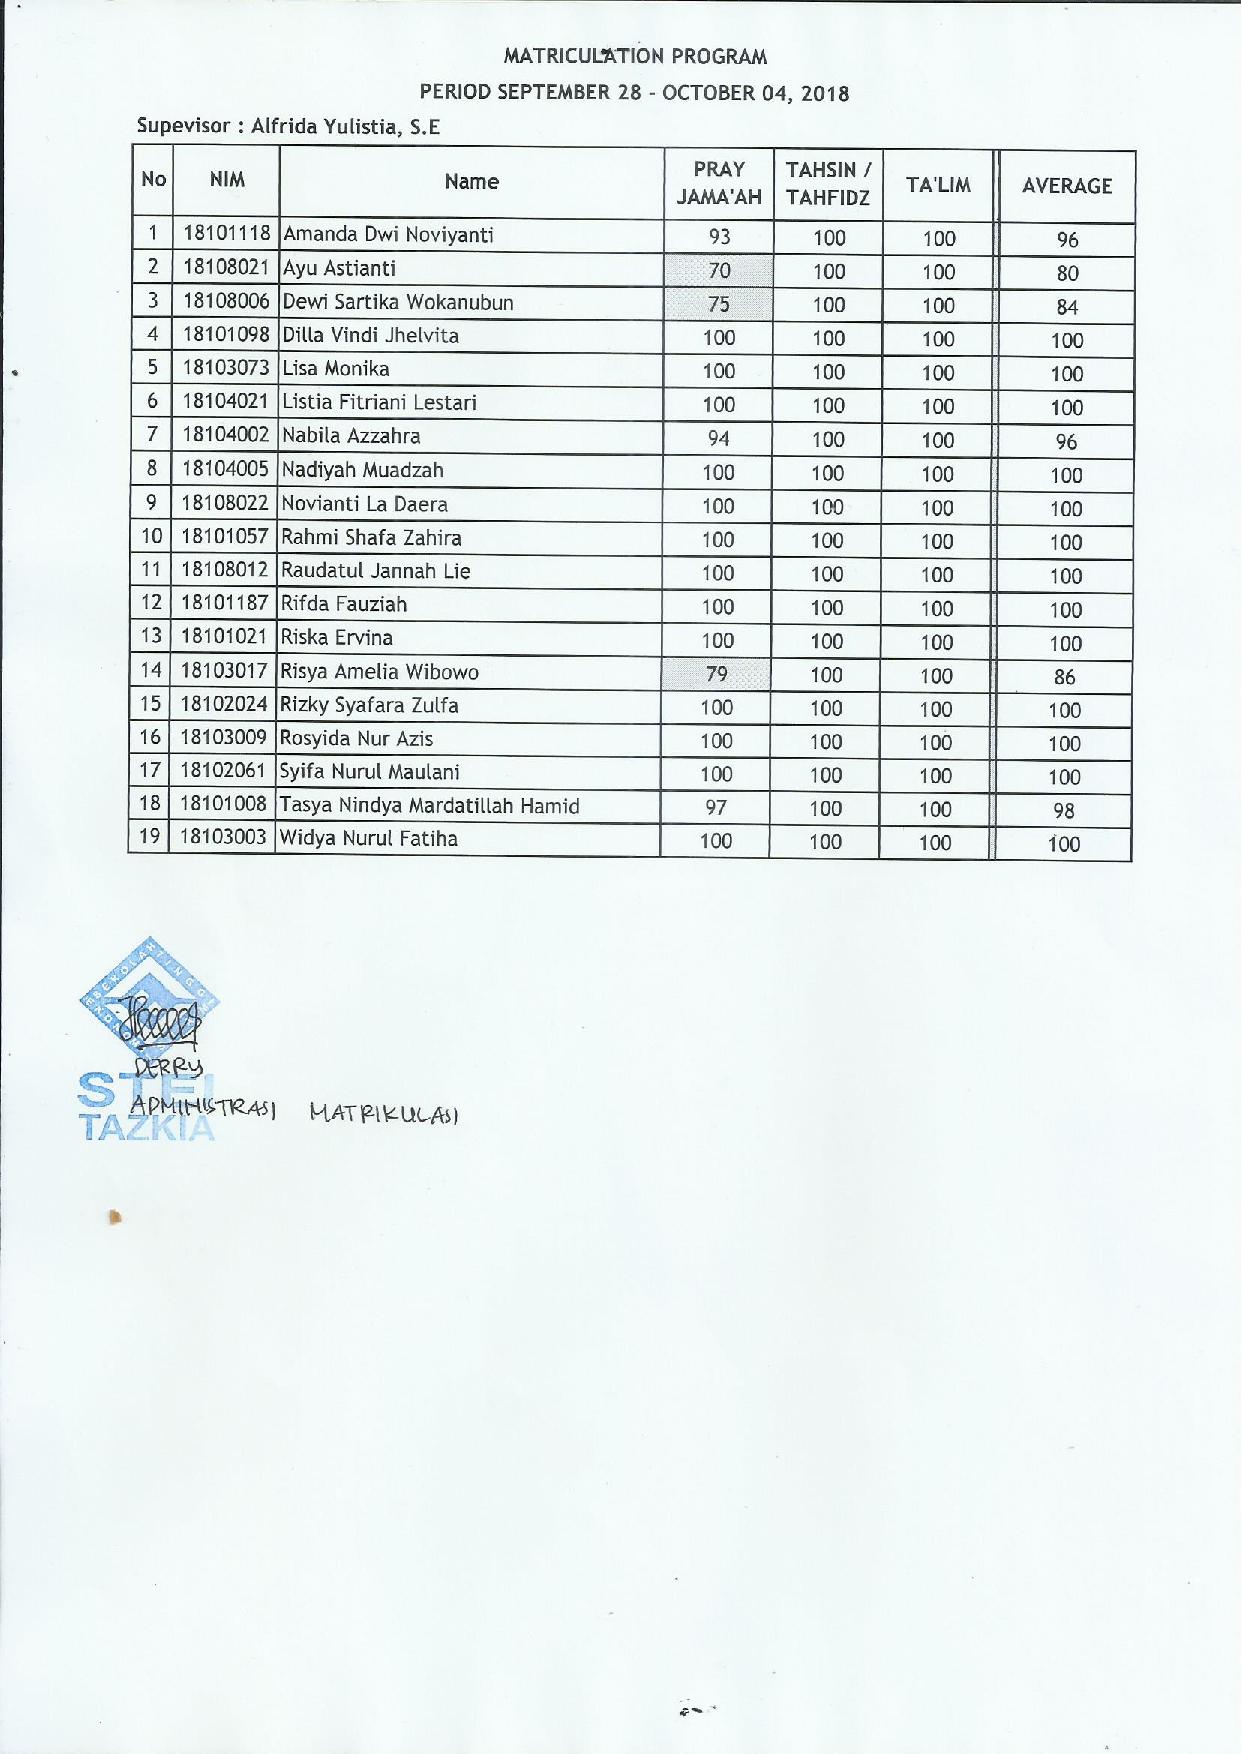 MATRICULATION PROGRAM
PERIOD SEPTEMBER 28 - OCTOBER 04, 2018
Supevisor : Alfrida Yulistia, S.E
No NIM Name PRAY JAMA'AH TAHSIN / TAHFIDZ TA'LIM AVERAGE
1 18101118 Amanda Dwi Noviyanti 93 100 100 96
2 18108021 Ayu Astianti 70 100 100 80
3 18108006 Dewi Sartika Wokanubun 75 100 100 84
4 18101098 Dilla Vindi Jhelvita 100 100 100 100
5 18103073 Lisa Monika 100 100 100 100
6 18104021 Listia Fitriani Lestari 100 100 100 100
7 18104002 Nabila Azzahra 94 100 100 96
8 18104005 Nadiyah Muadzah 100 100 100 100
9 18108022 Novianti La Daera 100 100 100 100
10 18101057 Rahmi Shafa Zahira 100 100 100 100
11 18108012 Raudatul Jannah Lie 100 100 100 100
12 18101187 Rifda Fauziah 100 100 100 100
13 18101021 Riska Ervina 100 100 100 100
14 18103017 Risya Amelia Wibowo 79 100 100 86
15 18102024 Rizky Syafara Zulfa 100 100 100 100
16 18103009 Rosyida Nur Azis 100 100 100 100
17 18102061 Syifa Nurul Maulani 100 100 100 100
18 18101008 Tasya Nindya Mardatillah Hamid 97 100 100 98
19 18103003 Widya Nurul Fatiha 100 100 100 100
DERRY
STEI
ADMINISTRASI MATRIKULASI
TAZKIA